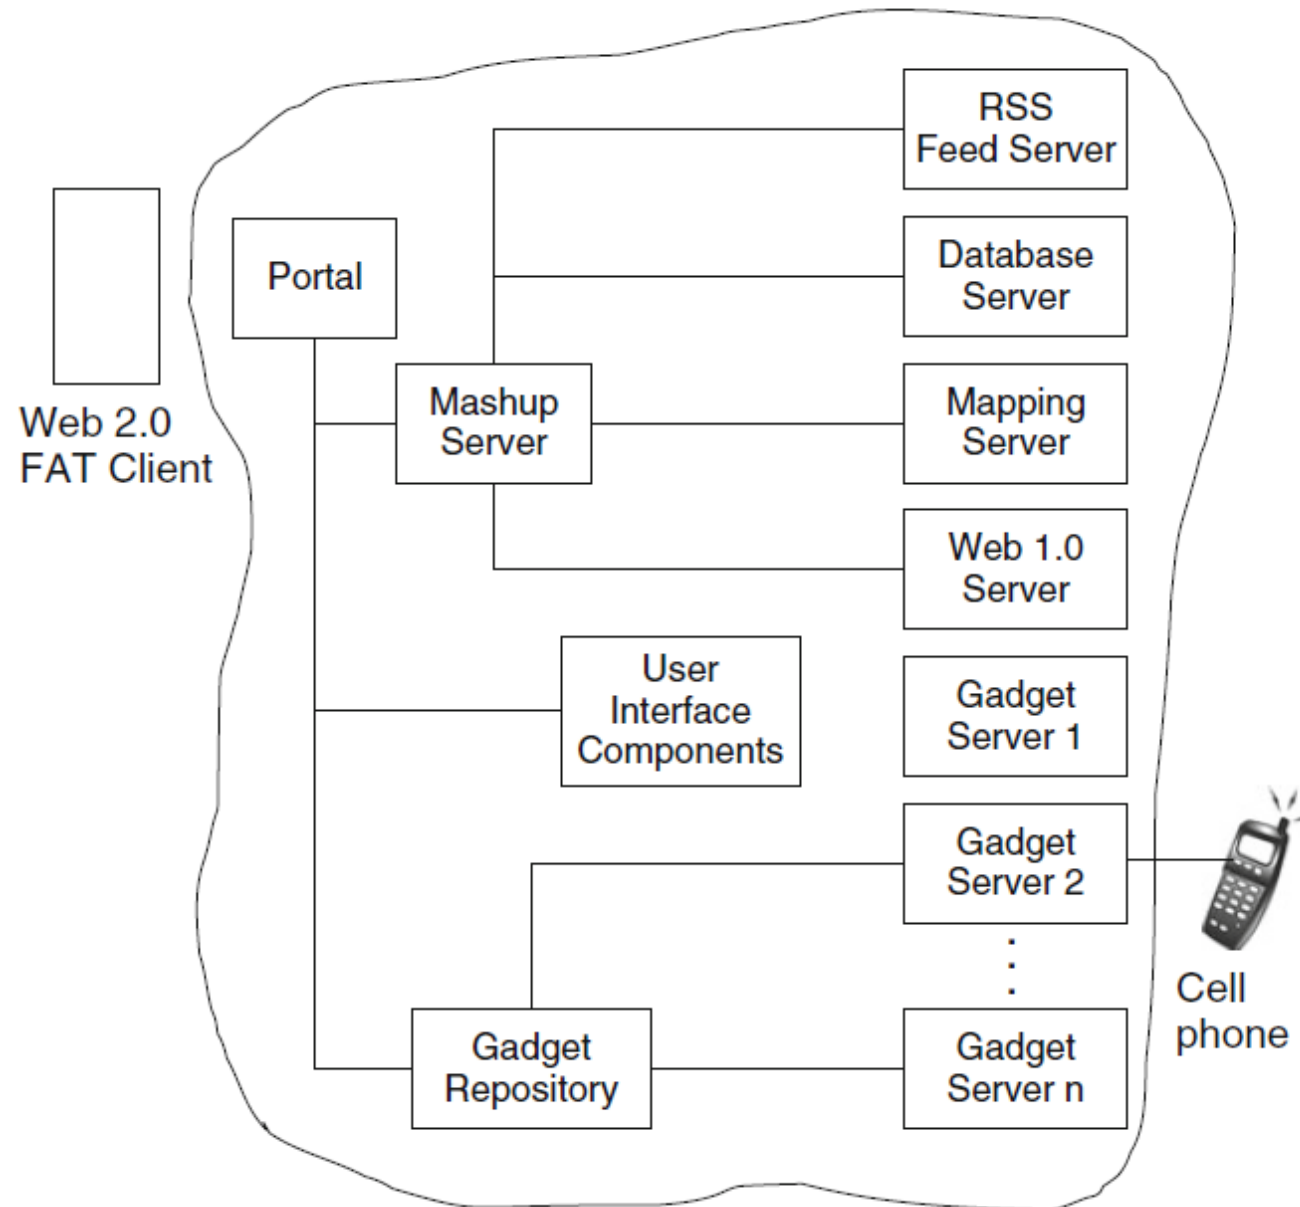 RSS
Feed Server
Database
Server
Portal
Mashup
Server
Mapping
Server
Web 2.0
FAT Client
Web 1.0
Server
User
Interface
Components
Gadget
Server 1
Gadget
Server 2
Cell
phone
Gadget
Repository
Gadget
Server n